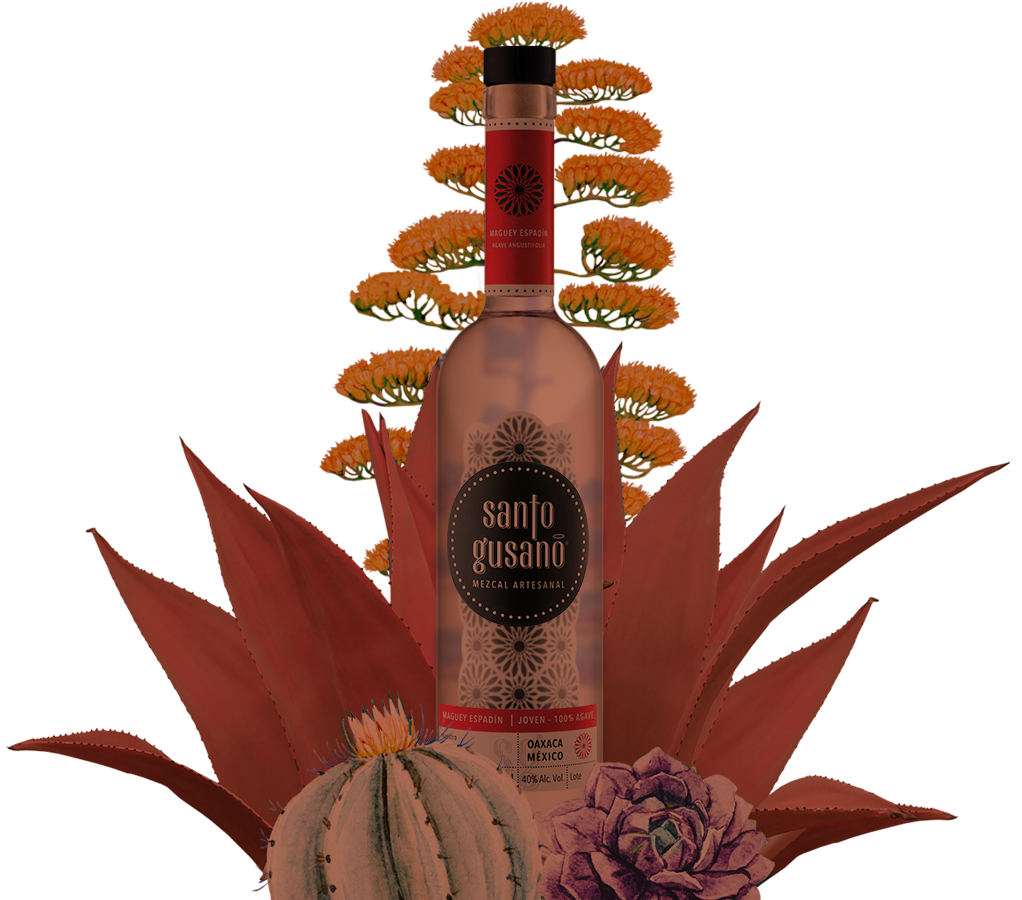 MAGUEY ESPADÍN
AGAVE ANGUSTIFOLIA
santo
gusano
MEZCAL ARTESANAL
MAGUEY ESPADÍN | JOVEN - 100% AGAVE
OAXACA
MÉXICO
40% Alc. Vol.
Lote